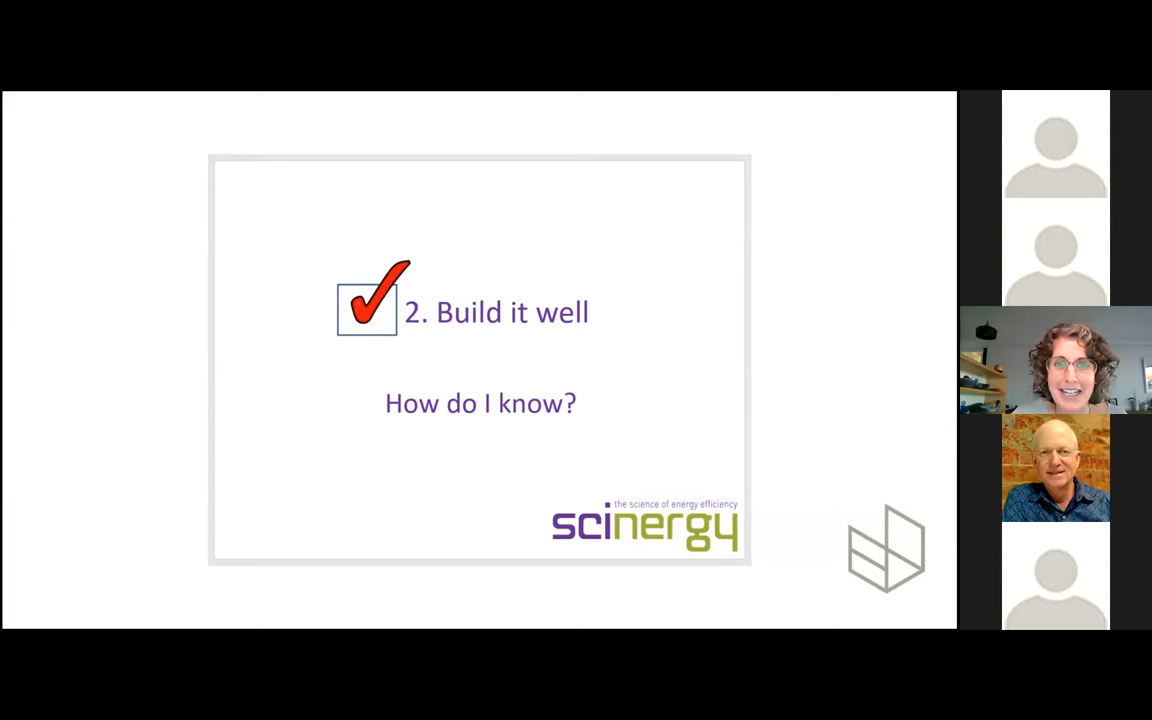 2. Build it well
How do I know?
the science of energy efficiency
scinergy